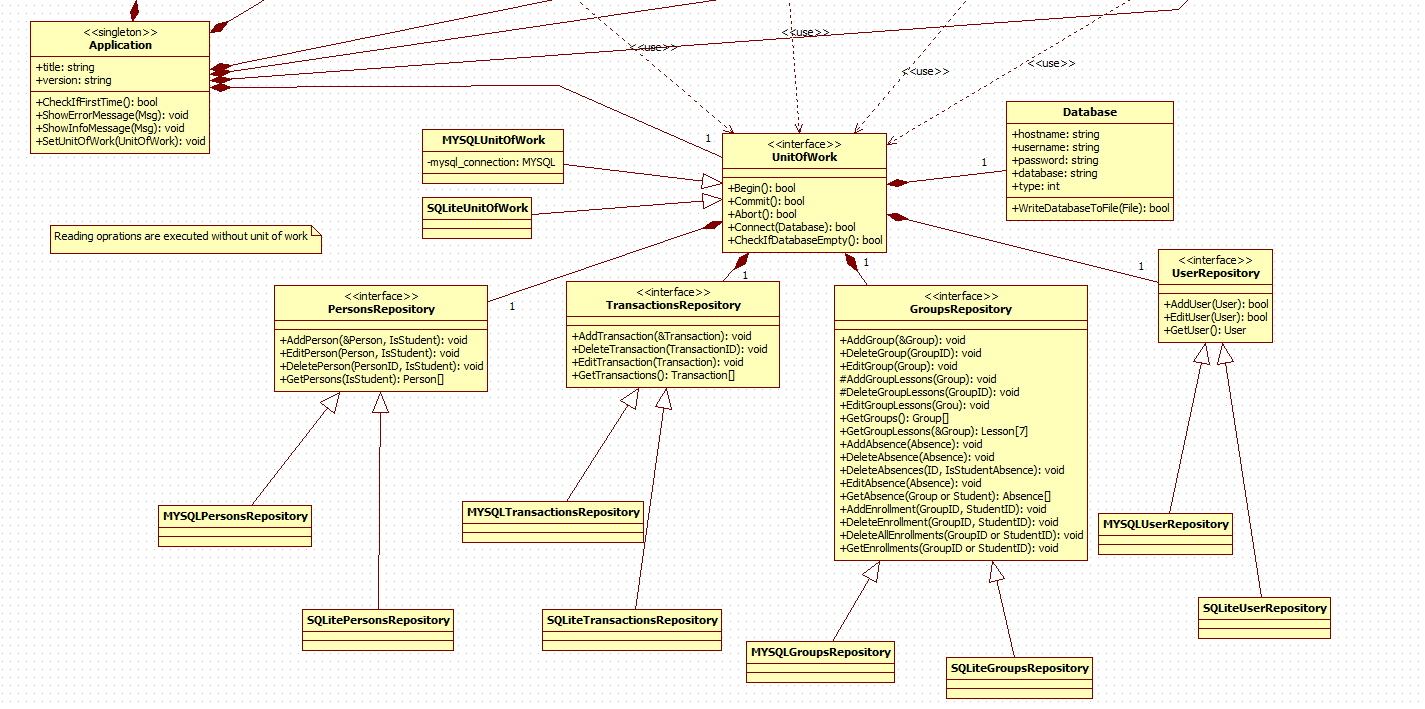 <<singleton>>
Application
+title: string
+version: string
+CheckIfFirstTime(): bool
+ShowErrorMessage(Msg): void
+ShowInfoMessage(Msg): void
+SetUnitOfWork(UnitOfWork): void
<<use>>
<<use>>
<<use>>
<<use>>
Reading oprations are executed without unit of work
MYSQLUnitOfWork
-mysql_connection: MYSQL
SQLiteUnitOfWork
1
<<interface>>
UnitOfWork
+Begin(): bool
+Commit(): bool
+Abort(): bool
+Connect(Database): bool
+CheckIfDatabaseEmpty(): bool
1
Database
+hostname: string
+username: string
+password: string
+database: string
+type: int
+WriteDatabaseToFile(File): bool
<<interface>>
PersonsRepository
+AddPerson(&Person, IsStudent): void
+EditPerson(Person, IsStudent): void
+DeletePerson(PersonID, IsStudent): void
+GetPersons(IsStudent): Person[]
1
1
<<interface>>
TransactionsRepository
+AddTransaction(&Transaction): void
+DeleteTransaction(TransactionID): void
+EditTransaction(Transaction): void
+GetTransactions(): Transaction[]
1
<<interface>>
GroupsRepository
+AddGroup(&Group): void
+DeleteGroup(GroupID): void
+EditGroup(Group): void
#AddGroupLessons(Group): void
#DeleteGroupLessons(GroupID): void
+EditGroupLessons(Grou): void
+GetGroups(): Group[]
+GetGroupLessons(&Group): Lesson[7]
+AddAbsence(Absence): void
+DeleteAbsence(Absence): void
+DeleteAbsences(ID, IsStudentAbsence): void
+EditAbsence(Absence): void
+GetAbsence(Group or Student): Absence[]
+AddEnrollment(GroupID, StudentID): void
+DeleteEnrollment(GroupID, StudentID): void
+DeleteAllEnrollments(GroupID or StudentID): void
+GetEnrollments(GroupID or StudentID): void
1
<<interface>>
UserRepository
+AddUser(User): bool
+EditUser(User): bool
+GetUser(): User
MYSQLPersonsRepository
SQLitePersonsRepository
MYSQLTransactionsRepository
SQLiteTransactionsRepository
MYSQLGroupsRepository
SQLiteGroupsRepository
MYSQLUserRepository
SQLiteUserRepository